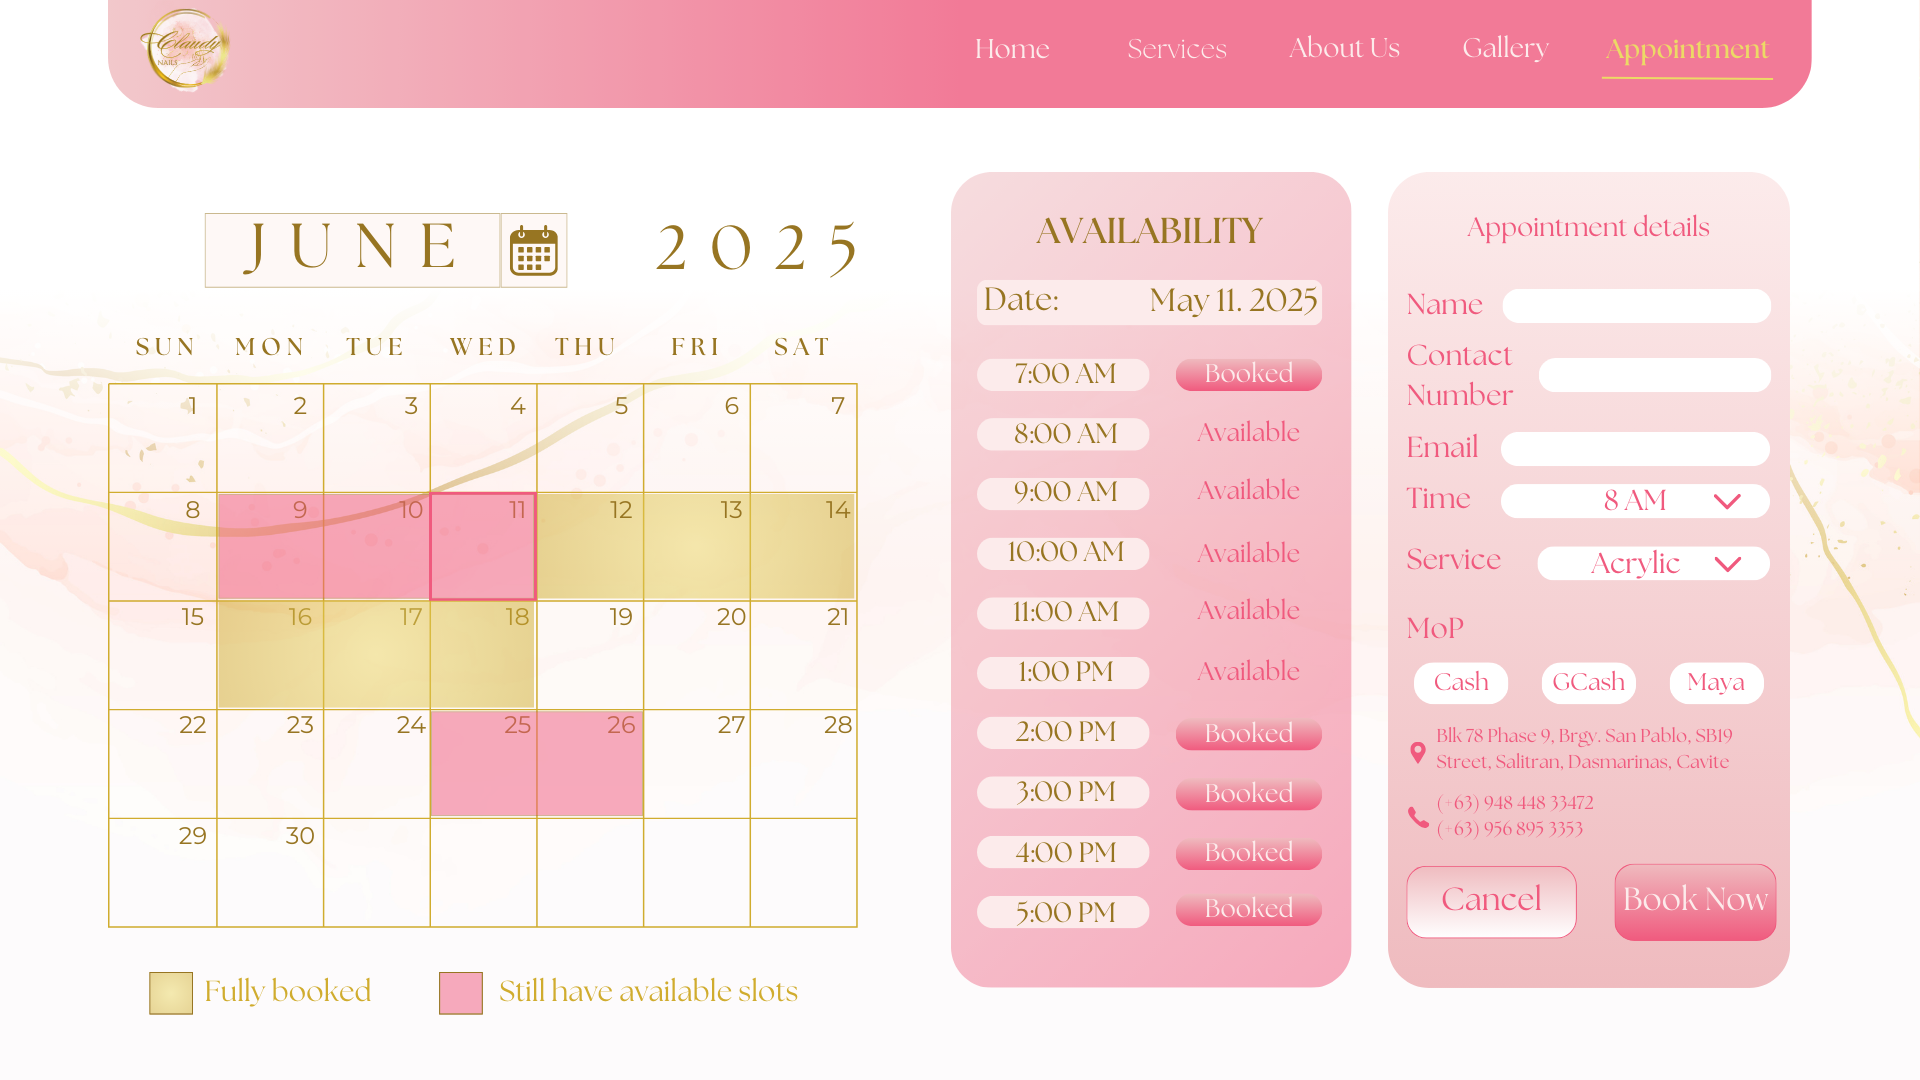 Claudy
NAILS
Home Services About Us Gallery Appointment
JUNE 2025
SUN MON TUE WED THU FRI SAT
1 2 3 4 5 6 7
8 9 10 11 12 13 14
15 16 17 18 19 20 21
22 23 24 25 26 27 28
29 30
Fully booked Still have available slots
AVAILABILITY
Date: May 11. 2025
7:00 AM Booked
8:00 AM Available
9:00 AM Available
10:00 AM Available
11:00 AM Available
1:00 PM Available
2:00 PM Booked
3:00 PM Booked
4:00 PM Booked
5:00 PM Booked
Appointment details
Name
Contact
Number
Email
Time 8 AM
Service Acrylic
MoP
Cash GCash Maya
Blk 78 Phase 9, Brgy. San Pablo, SB19
Street, Salitran, Dasmarinas, Cavite
(+63) 948 448 33472
(+63) 956 895 3353
Cancel Book Now